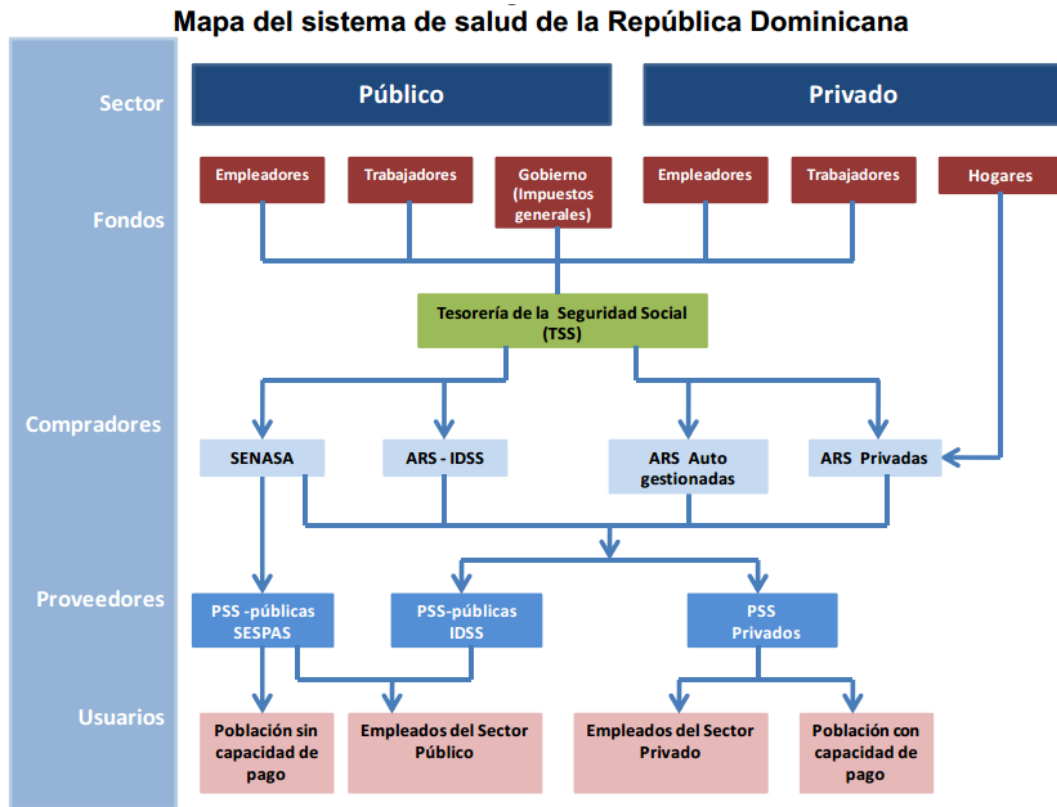 Mapa del sistema de salud de la República Dominicana
Sector
Público
Privado
Fondos
Empleadores
Trabajadores
Gobierno
(Impuestos
generales)
Empleadores
Trabajadores
Hogares
Tesorería de la Seguridad Social
(TSS)
Compradores
SENASA
ARS - IDSS
ARS Auto
gestionadas
ARS Privadas
Proveedores
PSS -públicas
SESPAS
PSS-públicas
IDSS
PSS
Privados
Usuarios
Población sin
capacidad de
pago
Empleados del Sector
Público
Empleados del Sector
Privado
Población con
capacidad de
pago